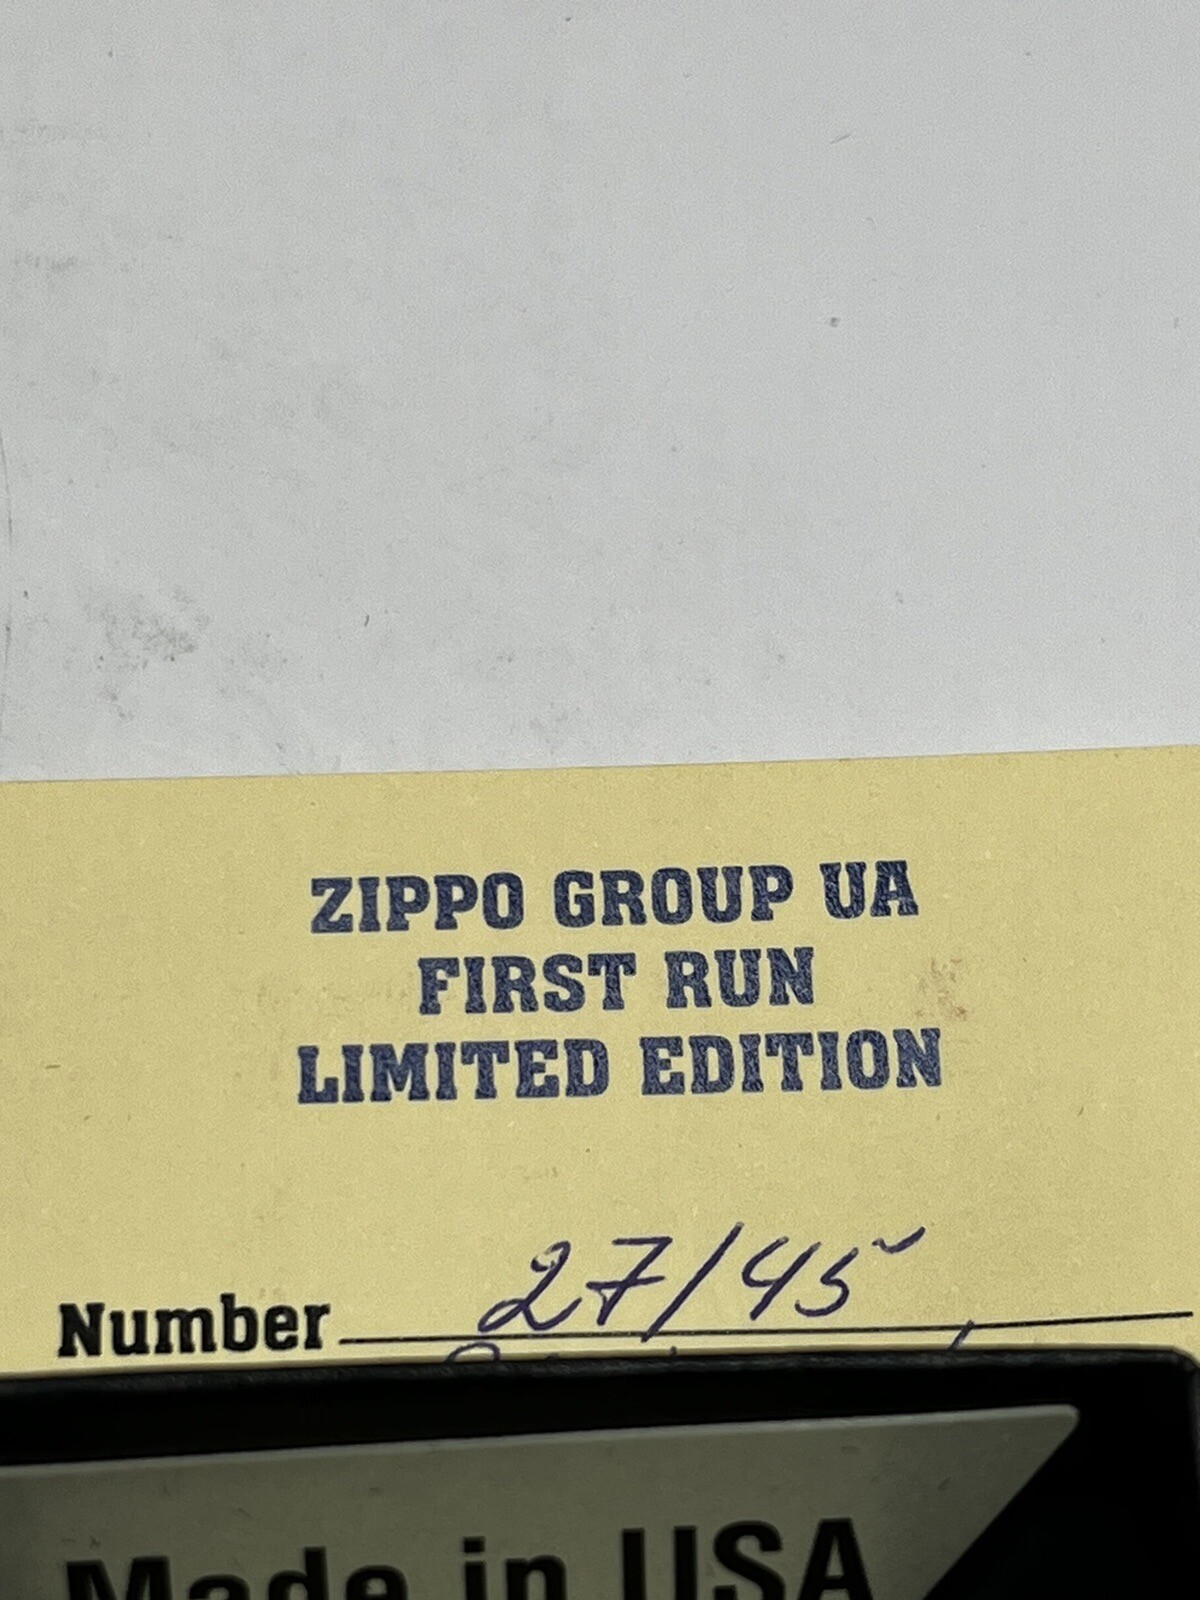 ZIPPO GROUP UA
FIRST RUN
LIMITED EDITION
Number 27/45
Made in USA